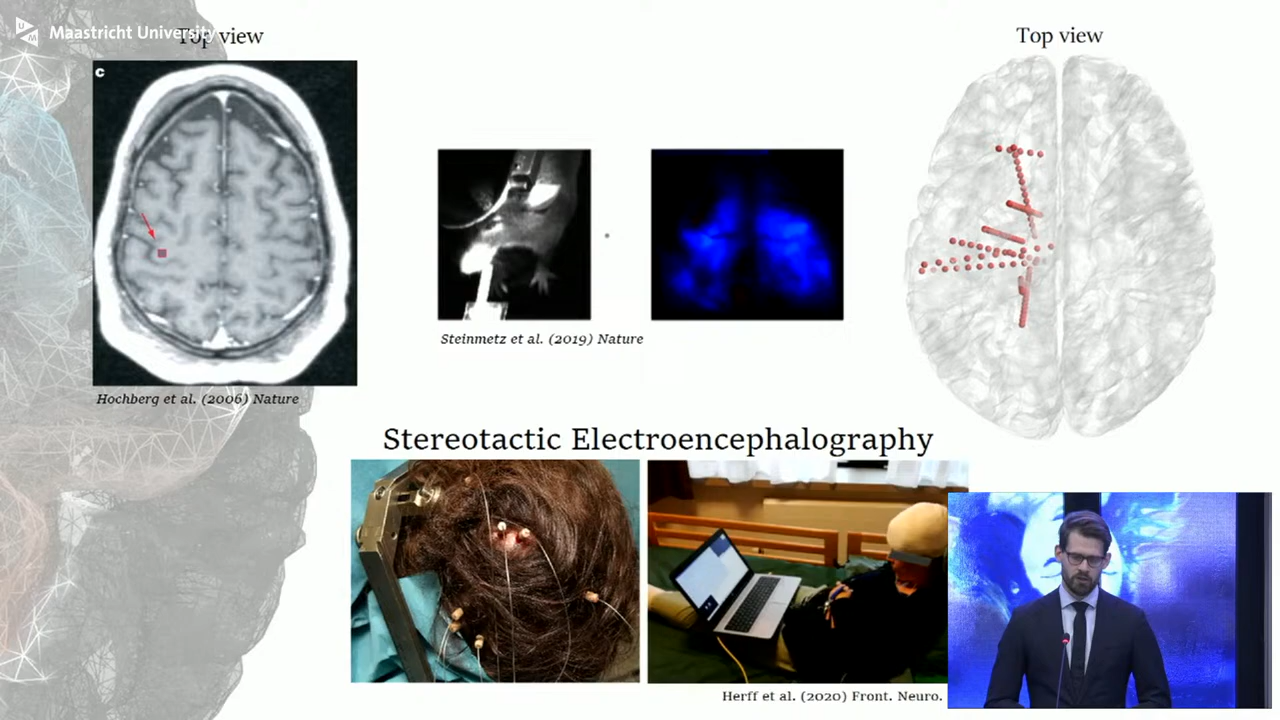 Maastricht University
Top view
Top view
c
Hochberg et al. (2006) Nature
Steinmetz et al. (2019) Nature
Stereotactic Electroencephalography
Herff et al. (2020) Front. Neuro.